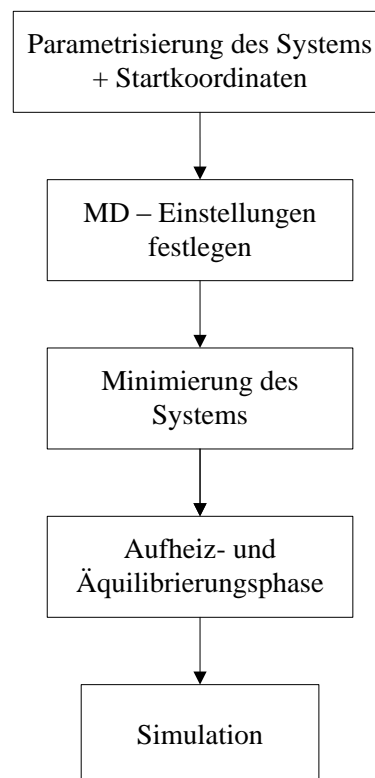 Parametrisierung des Systems
+ Startkoordinaten
MD – Einstellungen
festlegen
Minimierung des
Systems
Aufheiz- und
Äquilibrierungsphase
Simulation